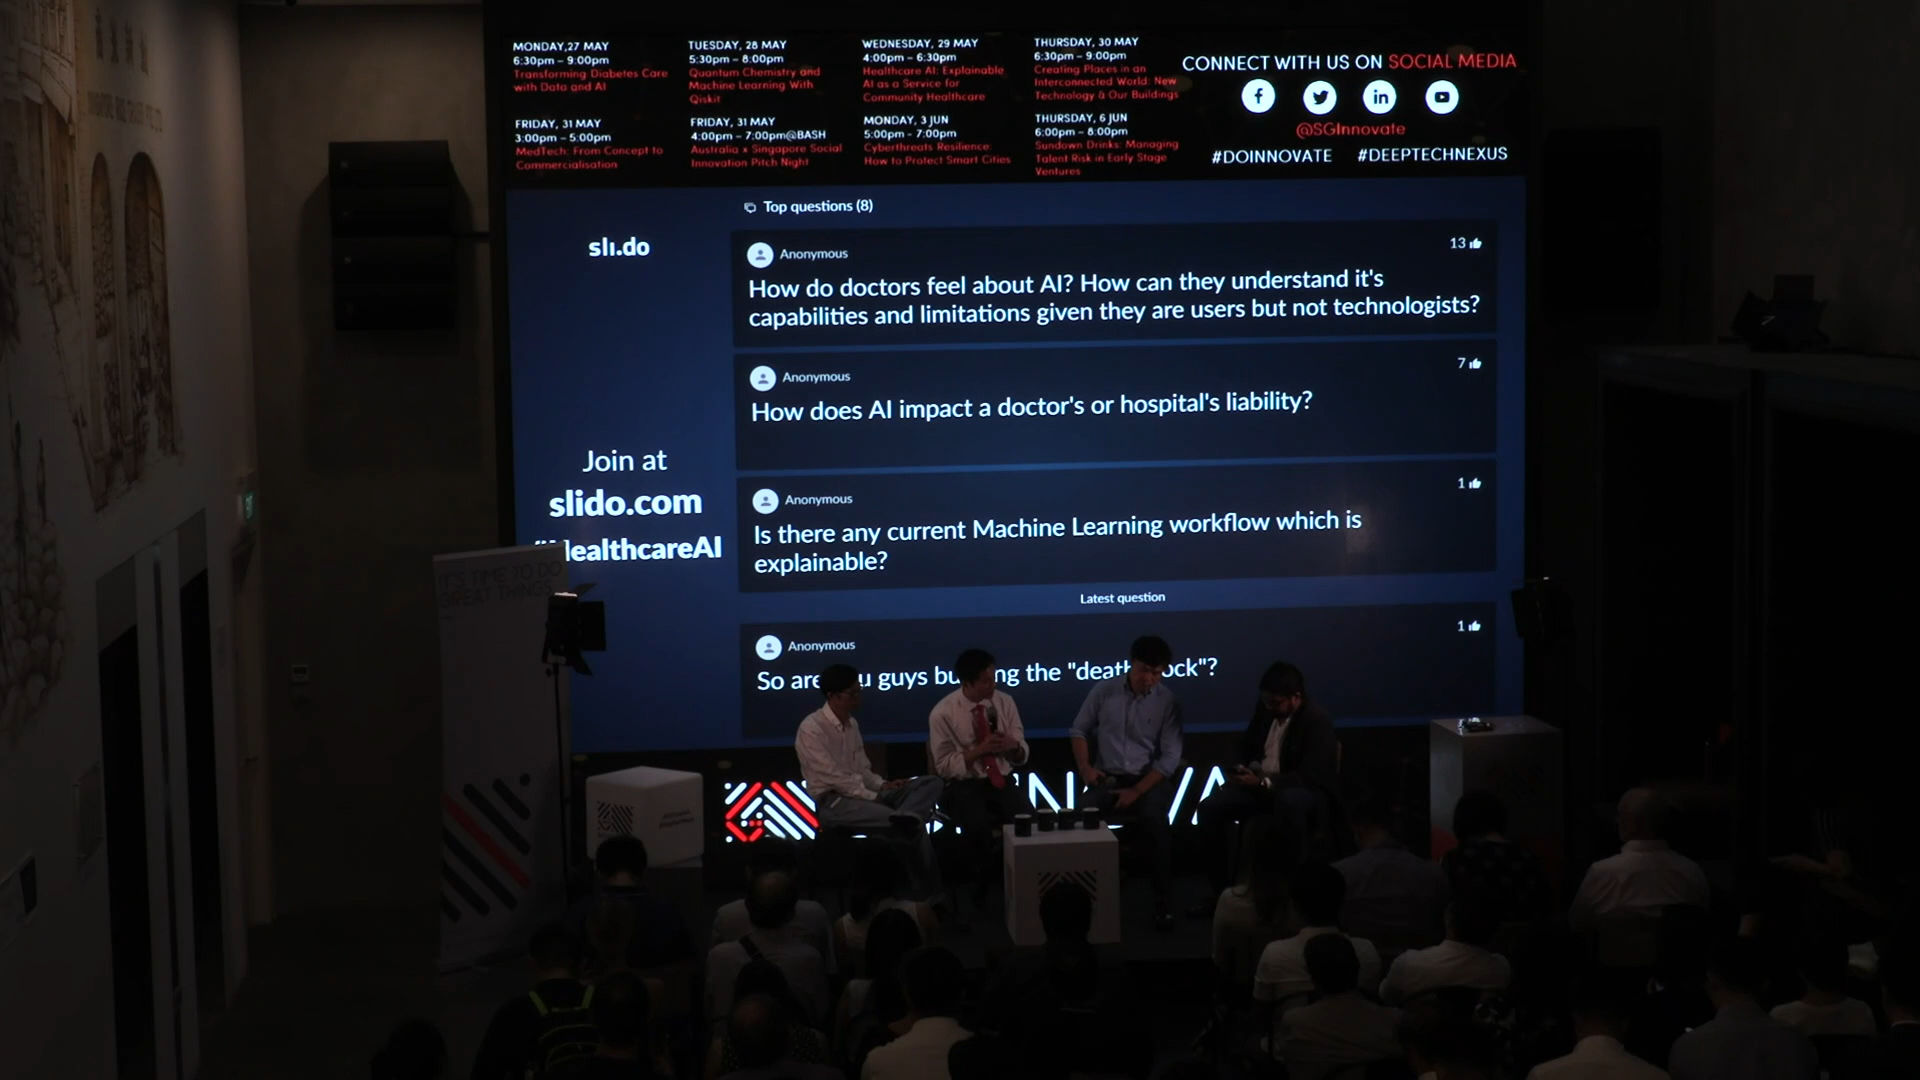 MONDAY,27 MAY
6:30pm – 9:00pm
Transforming Diabetes Care
with Data and AI
TUESDAY, 28 MAY
5:30pm – 8:00pm
Quantum Chemistry and
Machine Learning With
Qiskit
WEDNESDAY, 29 MAY
4:00pm – 6:30pm
Healthcare AI: Explainable
AI as a Service for
Community Healthcare
THURSDAY, 30 MAY
6:30pm – 9:00pm
Creating Places in an
Interconnected World: New
Technology & Our Buildings
FRIDAY, 31 MAY
3:00pm – 5:00pm
MedTech: From Concept to
Commercialisation
FRIDAY, 31 MAY
4:00pm – 7:00pm@BASH
Australia x Singapore Social
Innovation Pitch Night
MONDAY, 3 JUN
5:00pm – 7:00pm
Cyberthreats Resilience:
How to Protect Smart Cities
THURSDAY, 6 JUN
6:00pm – 8:00pm
Sundown Drinks: Managing
Talent Risk in Early Stage
Ventures
CONNECT WITH US ON SOCIAL MEDIA
@SGInnovate
#DOINNOVATE #DEEPTECHNEXUS
sli.do
Join at
slido.com
#HealthcareAI
Top questions (8)
Anonymous
13
How do doctors feel about AI? How can they understand it's
capabilities and limitations given they are users but not technologists?
Anonymous
7
How does AI impact a doctor's or hospital's liability?
Anonymous
1
Is there any current Machine Learning workflow which is
explainable?
Latest question
Anonymous
1
So are guys the
IT'S TIME TO DO
GREAT THINGS